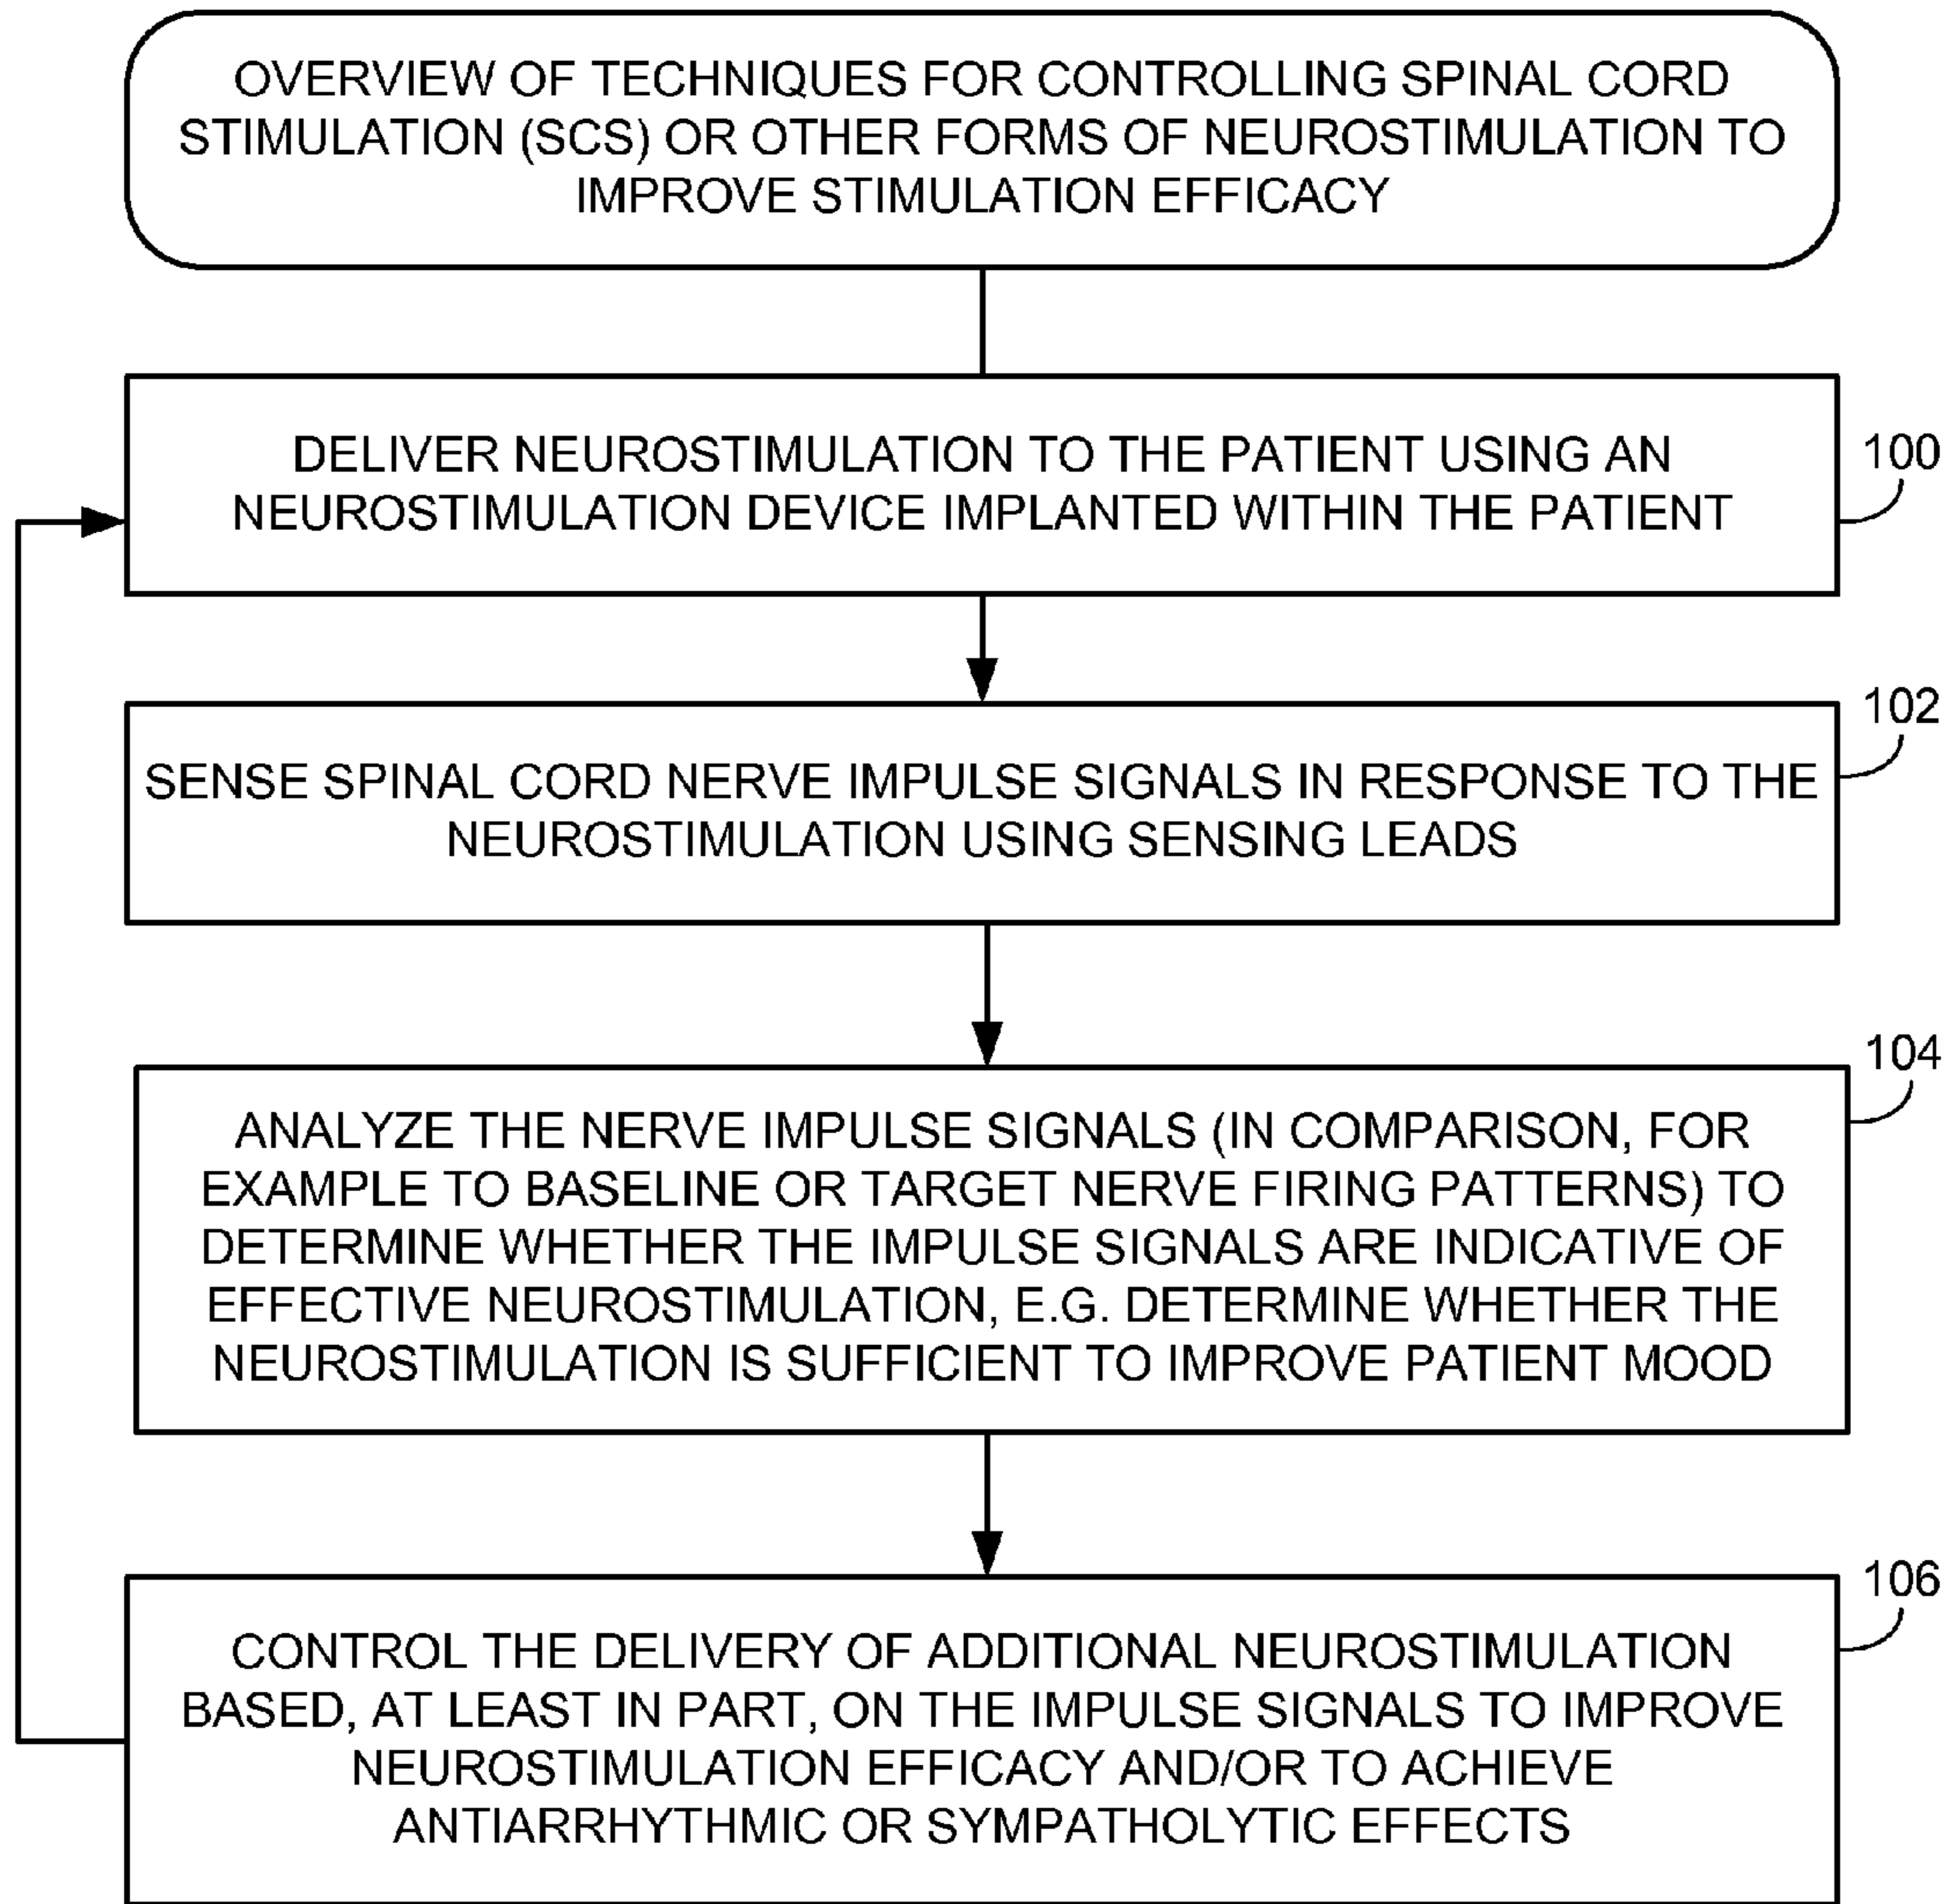 OVERVIEW OF TECHNIQUES FOR CONTROLLING SPINAL CORD
STIMULATION (SCS) OR OTHER FORMS OF NEUROSTIMULATION TO
IMPROVE STIMULATION EFFICACY
DELIVER NEUROSTIMULATION TO THE PATIENT USING AN
NEUROSTIMULATION DEVICE IMPLANTED WITHIN THE PATIENT
100
SENSE SPINAL CORD NERVE IMPULSE SIGNALS IN RESPONSE TO THE
NEUROSTIMULATION USING SENSING LEADS
102
ANALYZE THE NERVE IMPULSE SIGNALS (IN COMPARISON, FOR
EXAMPLE TO BASELINE OR TARGET NERVE FIRING PATTERNS) TO
DETERMINE WHETHER THE IMPULSE SIGNALS ARE INDICATIVE OF
EFFECTIVE NEUROSTIMULATION, E.G. DETERMINE WHETHER THE
NEUROSTIMULATION IS SUFFICIENT TO IMPROVE PATIENT MOOD
104
CONTROL THE DELIVERY OF ADDITIONAL NEUROSTIMULATION
BASED, AT LEAST IN PART, ON THE IMPULSE SIGNALS TO IMPROVE
NEUROSTIMULATION EFFICACY AND/OR TO ACHIEVE
ANTIARRHYTHMIC OR SYMPATHOLYTIC EFFECTS
106